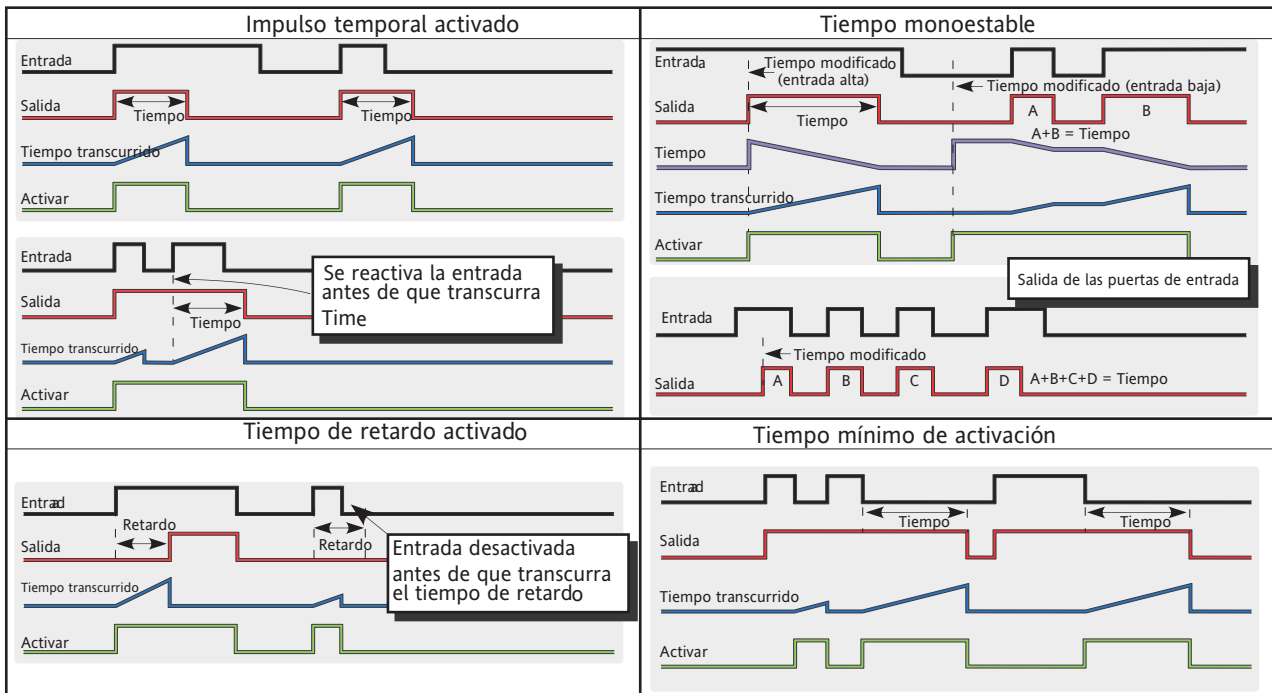 Impulso temporal activado
Entrada
Salida
Tiempo
Tiempo
Tiempo transcurrido
Activar
Entrada
Salida
Tiempo
Tiempo transcurrido
Activar
Se reactiva la entrada
antes de que transcurra
Time
Tiempo monoestable
Entrada
Tiempo modificado
(entrada alta)
Tiempo modificado (entrada baja)
Salida
Tiempo
A
B
A+B = Tiempo
Tiempo
Tiempo transcurrido
Activar
Salida de las puertas de entrada
Entrada
Tiempo modificado
Salida
A
B
C
D
A+B+C+D = Tiempo
Tiempo de retardo activado
Entrad
Retardo
Salida
Retardo
Tiempo transcurrido
Activar
Entrada desactivada
antes de que transcurra
el tiempo de retardo
Tiempo mínimo de activación
Entrad
Tiempo
Tiempo
Salida
Tiempo transcurrido
Activar